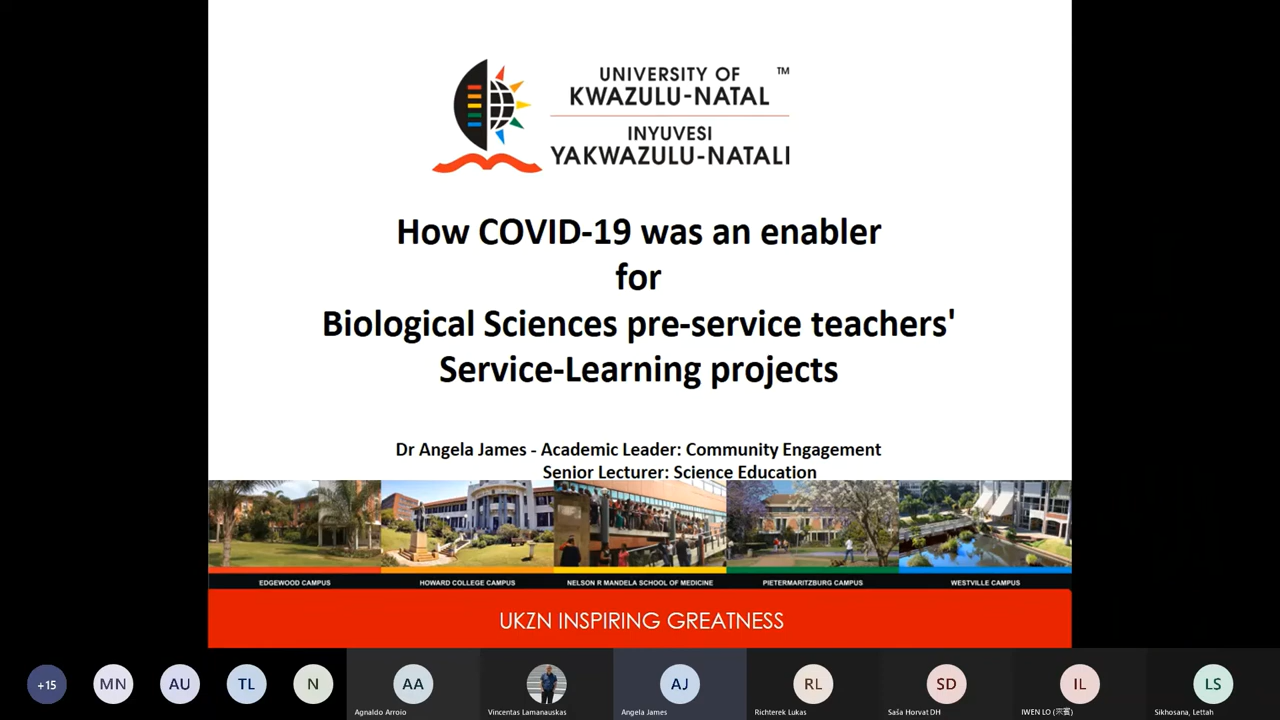 UNIVERSITY OF
KWAZULU-NATAL
TM
INYUVESI
YAKWAZULU-NATALI
How COVID-19 was an enabler
for
Biological Sciences pre-service teachers'
Service-Learning projects
Dr Angela James - Academic Leader: Community Engagement
Senior Lecturer: Science Education
EDGEWOOD CAMPUS
HOWARD COLLEGE CAMPUS
NELSON R MANDELA SCHOOL OF MEDICINE
PIETERMARITZBURG CAMPUS
WESTVILLE CAMPUS
UKZN INSPIRING GREATNESS
+15
MN
AU
TL
N
AA
Agnaldo Arroio
Vincentas Lamanauskas
AJ
Angela James
RL
Richterek Lukas
SD
Saša Horvat DH
IL
IWEN LO (宗賓)
LS
Sikhosana, Lettah